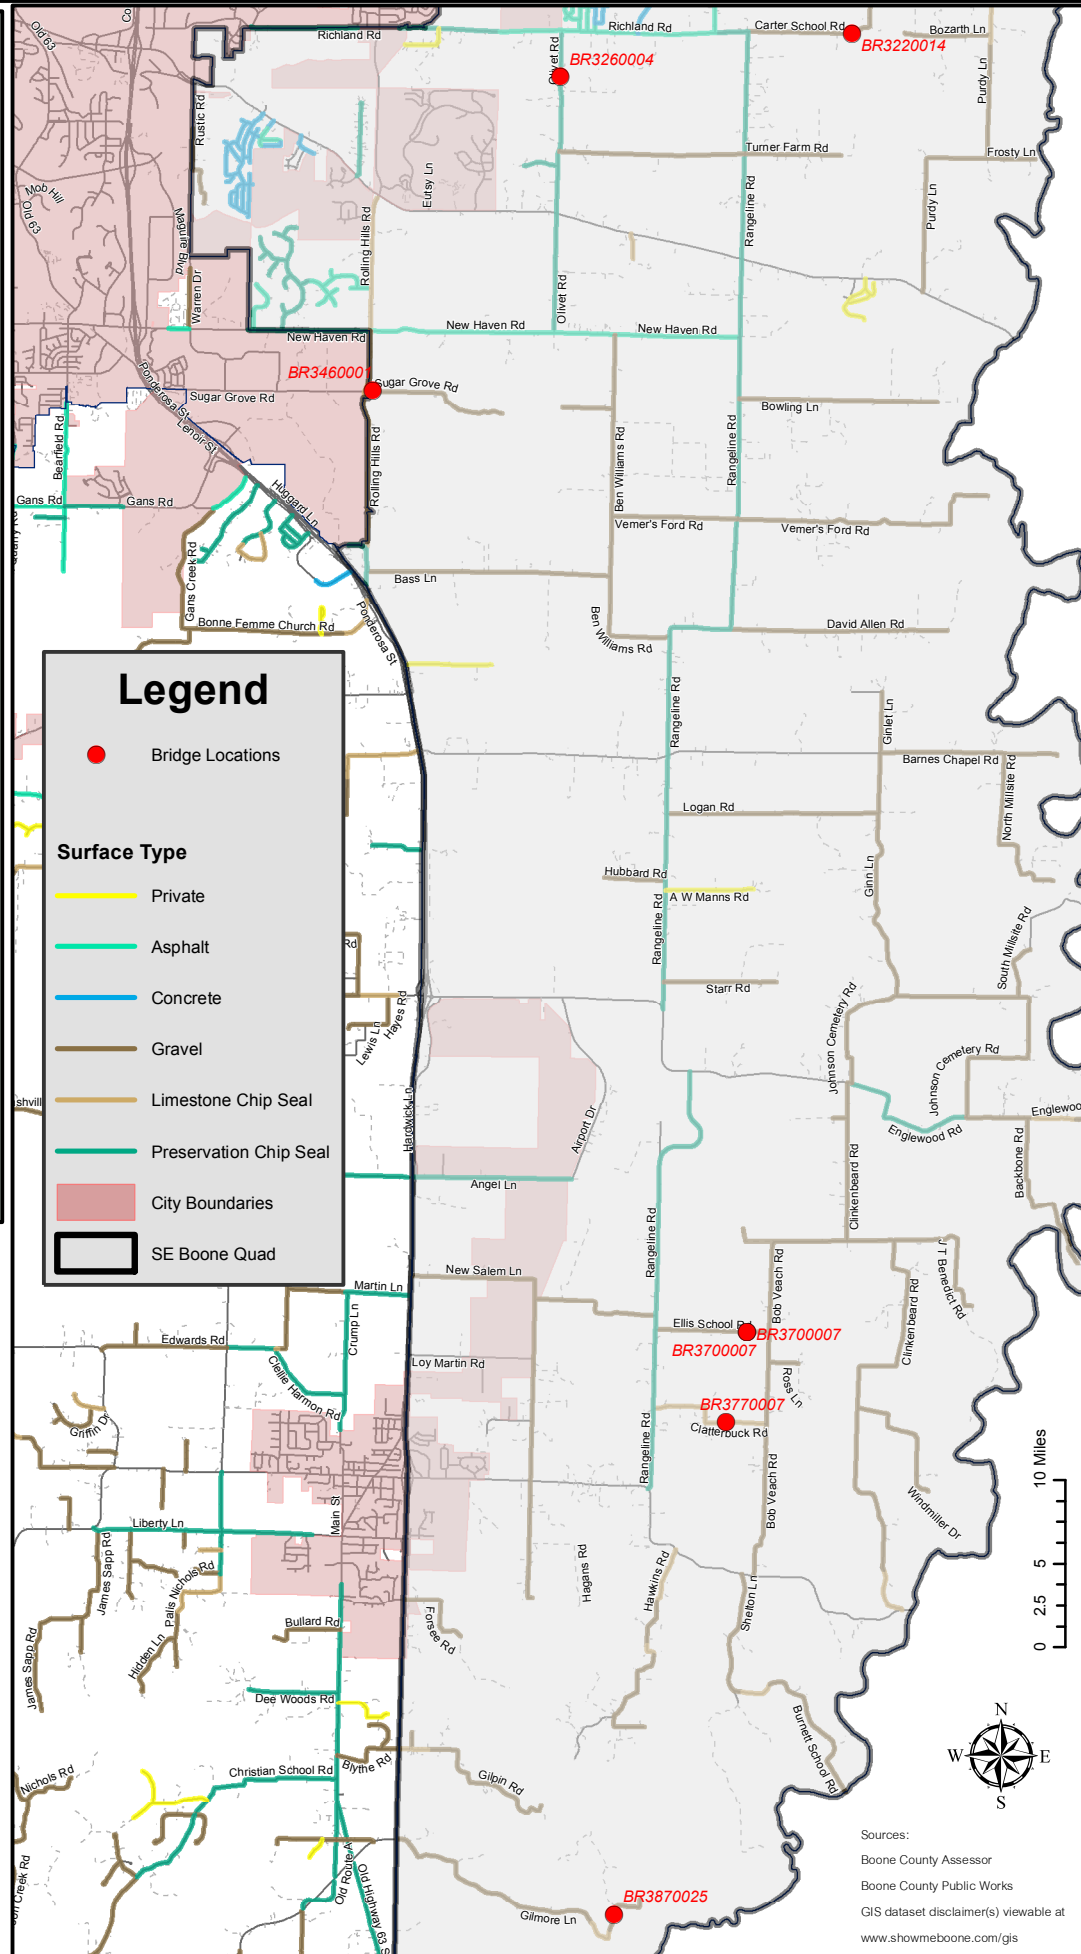 Old 63
Co
Richland Rd
Richland Rd
Carter School Rd
Bozarth Ln
BR3220014
Olivet Rd
BR3260004
Purdy Ln
Rustic Rd
Turner Farm Rd
Frosty Ln
Mob Hill
Old 63
Eutsy Ln
Purdy Ln
Maguire Blvd
Rolling Hills Rd
Rangeline Rd
Warren Dr
Olivet Rd
New Haven Rd
New Haven Rd
New Haven Rd
BR3460001
Sugar Grove Rd
Ponderosa St
Sugar Grove Rd
Bowling Ln
Lenoir St
Bearfield Rd
Rolling Hills Rd
Ben Williams Rd
Rangeline Rd
Gans Rd
Gans Rd
Huggard Ln
Vemer's Ford Rd
Vemer's Ford Rd
Gans Creek Rd
Bass Ln
Bonne Femme Church Rd
Ponderosa St
Ben Williams Rd
David Allen Rd
Legend
Bridge Locations
Surface Type
Private
Asphalt
Concrete
Gravel
Limestone Chip Seal
Preservation Chip Seal
City Boundaries
SE Boone Quad
Rangeline Rd
Ginlet Ln
Barnes Chapel Rd
North Millsite Rd
Logan Rd
Hubbard Rd
A W Manns Rd
Ginn Ln
Rangeline Rd
South Millsite Rd
Rd
Starr Rd
Hayes Rd
Lewis Ln
Johnson Cemetery Rd
Johnson Cemetery Rd
shvill
Hardwick Ln
Airport Dr
Englewood Rd
Englewoo
Angel Ln
Clinkenbeard Rd
Backbone Rd
Rangeline Rd
New Salem Ln
Bob Veach Rd
J T Benedict Rd
Martin Ln
Clinkenbeard Rd
Crump Ln
Ellis School Rd
BR3700007
BR3700007
Edwards Rd
Clellie Harmon Rd
Loy Martin Rd
Ross Ln
BR3770007
Clatterbuck Rd
Griffin Dr
Rangeline Rd
Bob Veach Rd
Windmiller Dr
10 Miles
5
2.5
0
Main St
Liberty Ln
James Sapp Rd
Palis Nichols Rd
Hagans Rd
Hawkins Rd
Shelton Ln
Bullard Rd
Forsee Rd
James Sapp Rd
Hidden Ln
Dee Woods Rd
Burnett School Rd
N
W
E
S
Blythe Rd
Christian School Rd
Nichols Rd
Gilpin Rd
Old Route A
Old Highway 63 S
on Creek Rd
BR3870025
Gilmore Ln
Sources:
Boone County Assessor
Boone County Public Works
GIS dataset disclaimer(s) viewable at
www.showmeboone.com/gis